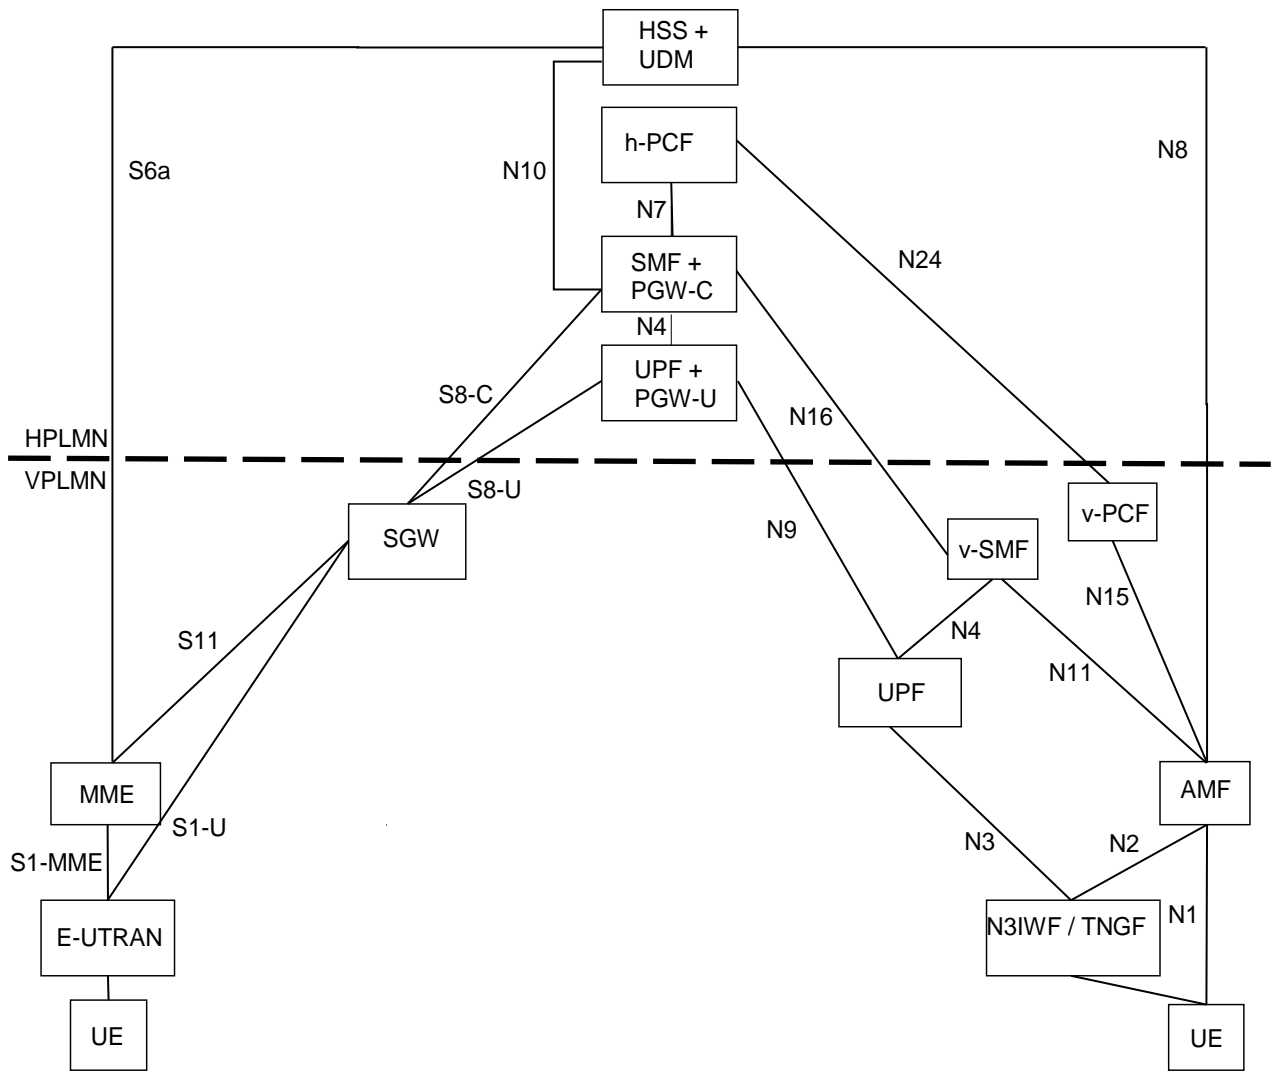 HSS +
UDM
S6a
N10
h-PCF
N8
N7
N24
SMF +
PGW-C
N4
UPF +
PGW-U
S8-C
N16
HPLMN
VPLMN
S8-U
v-PCF
SGW
N9
v-SMF
N15
S11
N4
N11
UPF
MME
AMF
S1-U
N3
N2
S1-MME
N1
E-UTRAN
N3IWF / TNGF
UE
UE